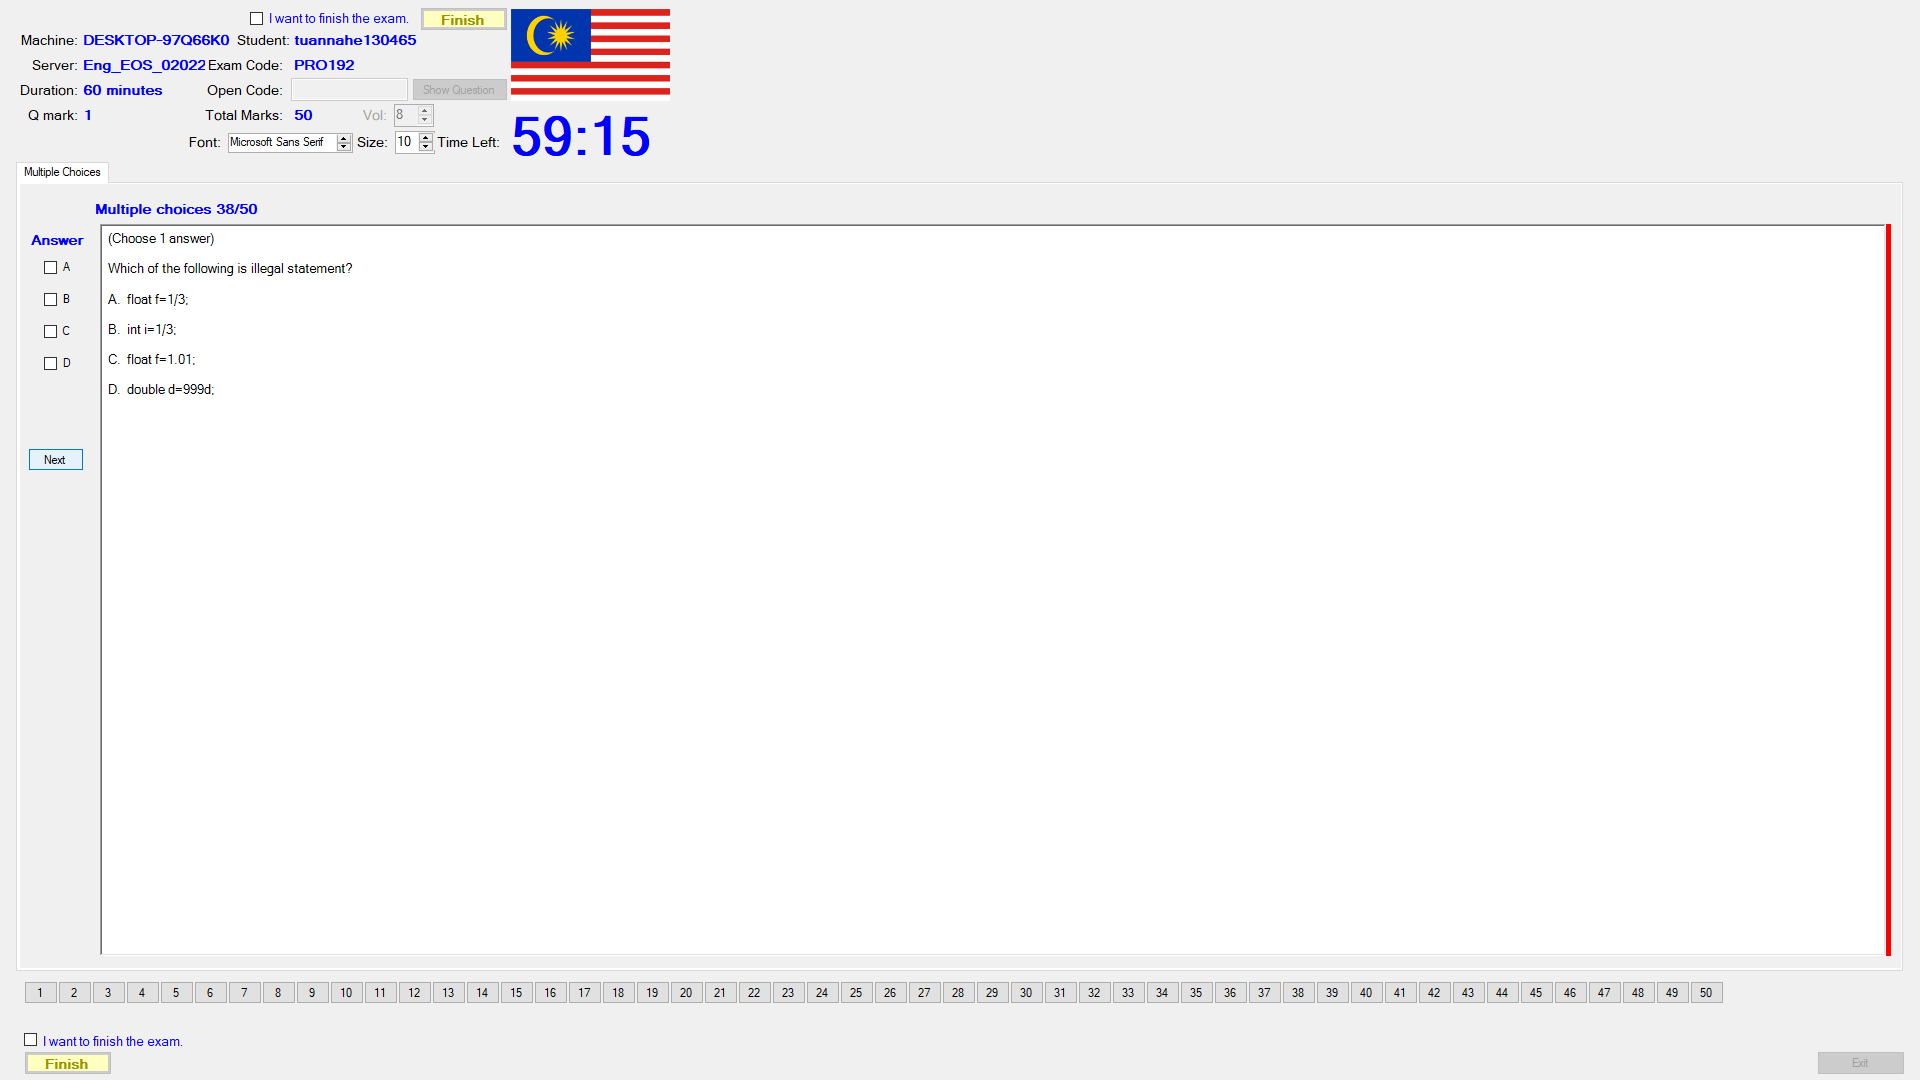 I want to finish the exam. Finish
Machine: DESKTOP-97Q66K0 Student: tuannahe130465
Server: Eng_EOS_02022 Exam Code: PRO192
Duration: 60 minutes Open Code: Show Question
Q mark: 1 Total Marks: 50 Vol: 8
Font: Microsoft Sans Serif Size: 10 Time Left: 59:15
Multiple Choices
Multiple choices 38/50
Answer
(Choose 1 answer)
A
Which of the following is illegal statement?
B
A. float f=1/3;
C
B. int i=1/3;
D
C. float f=1.01;
D. double d=999d;
Next
1 2 3 4 5 6 7 8 9 10 11 12 13 14 15 16 17 18 19 20 21 22 23 24 25 26 27 28 29 30 31 32 33 34 35 36 37 38 39 40 41 42 43 44 45 46 47 48 49 50
I want to finish the exam.
Finish
Exit